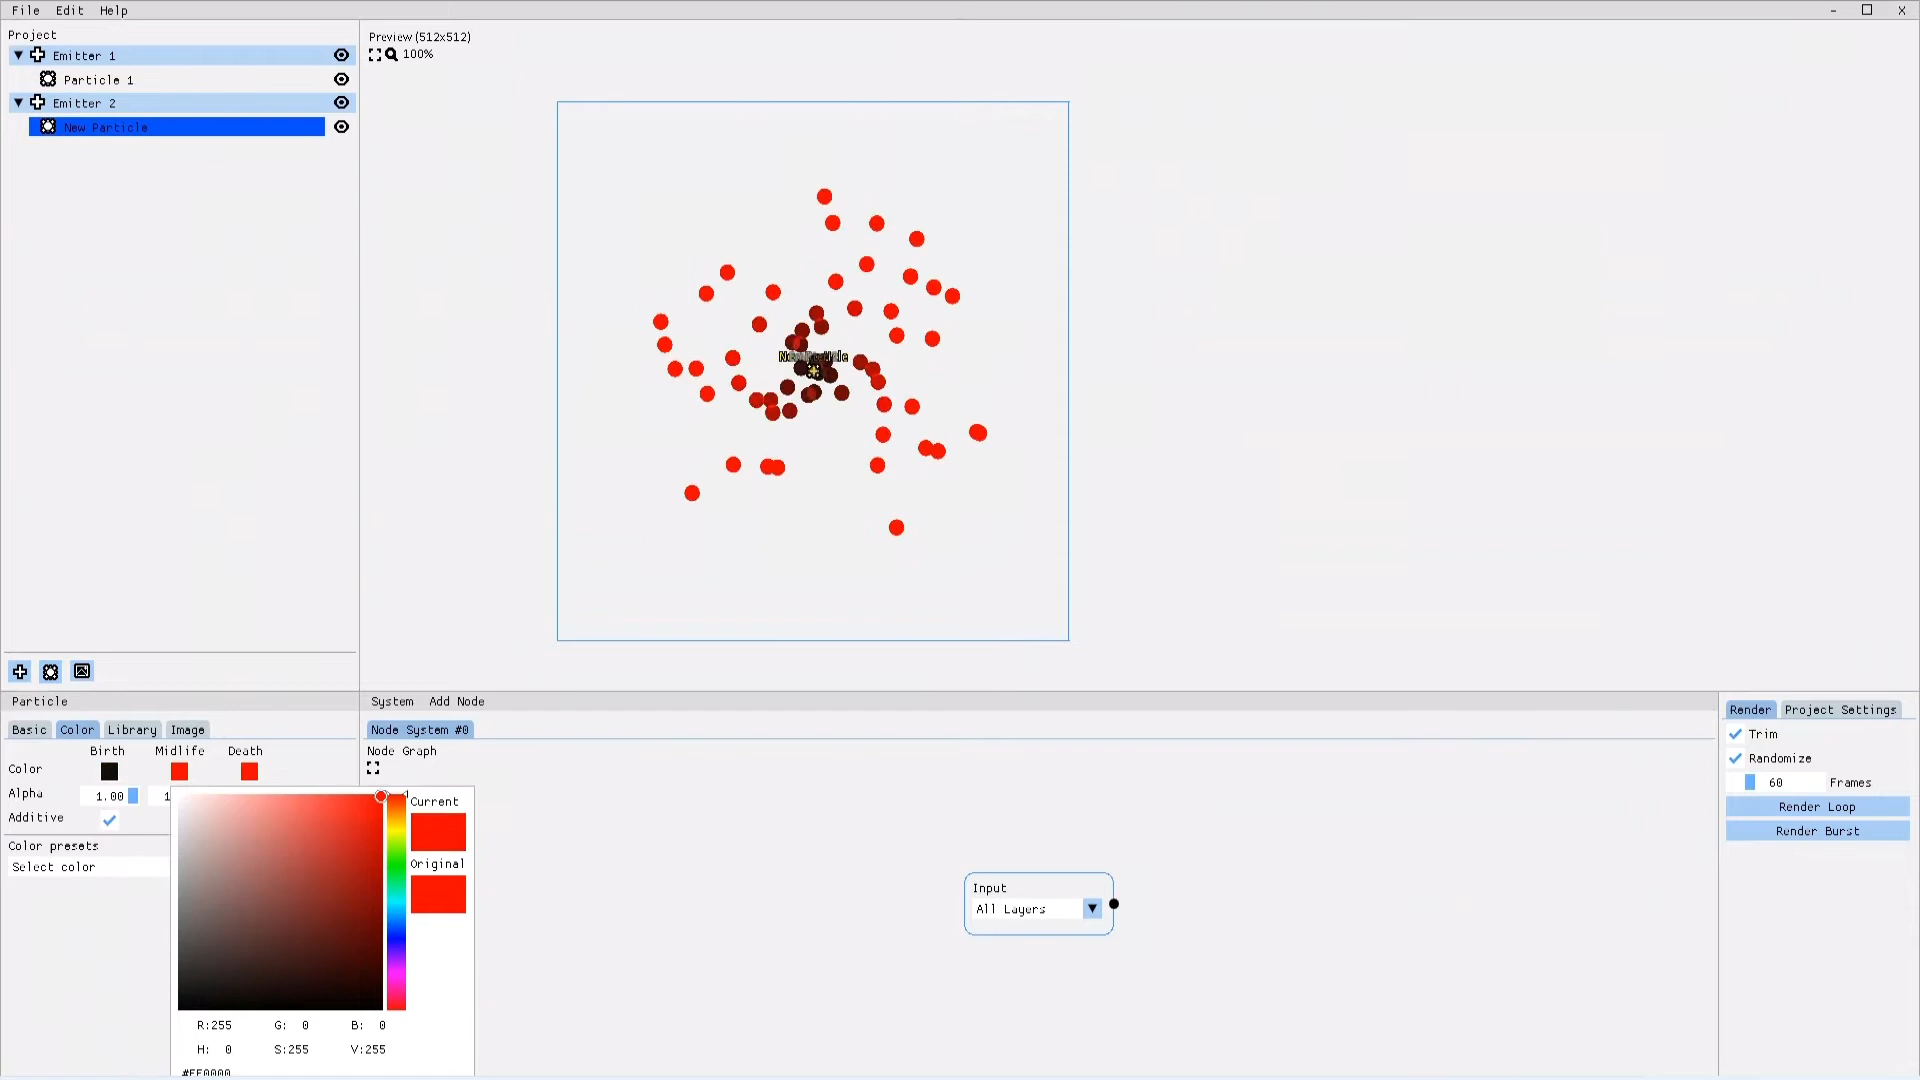 File Edit Help
- X
Project
Emitter 1
Particle 1
Emitter 2
New Particle
Preview (512x512)
100%
Particle
Basic Color Library Image
Birth Midlife Death
Color
Alpha 1.00 1
Additive
Color presets
Select color
Current
Original
R:255 G: 0 B: 0
H: 0 S:255 V:255
#FF0000
System Add Node
Node System #0
Node Graph
Input
All Layers
Render Project Settings
Trim
Randomize
60 Frames
Render Loop
Render Burst